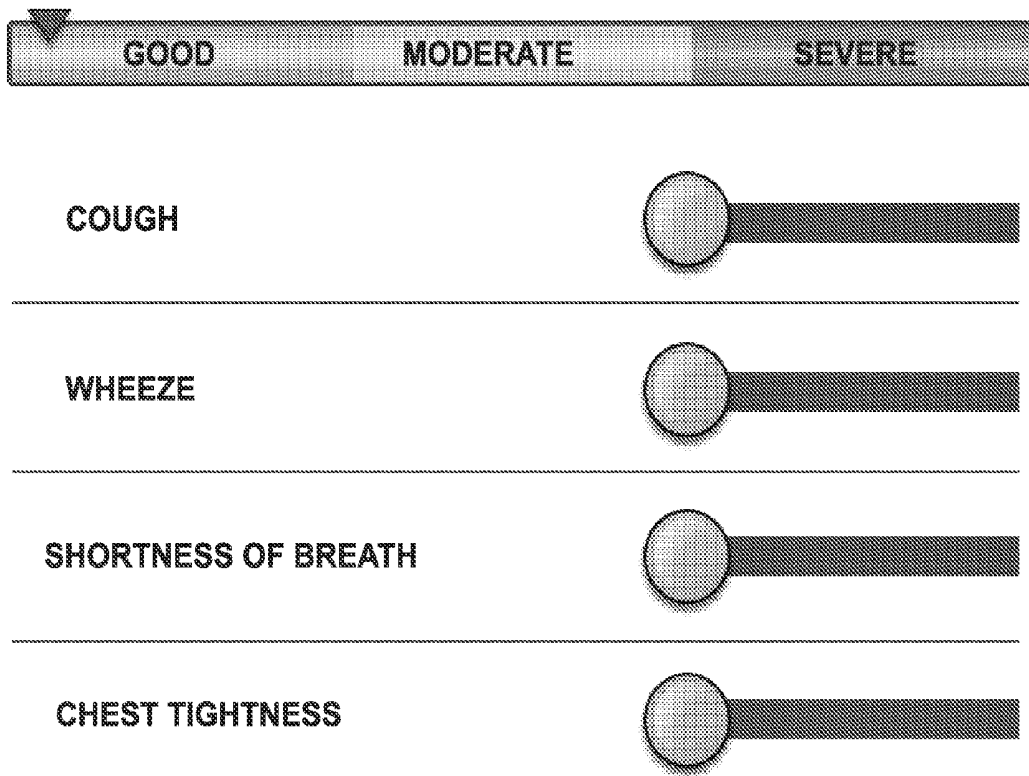 GOOD MODERATE SEVERE
COUGH
WHEEZE
SHORTNESS OF BREATH
CHEST TIGHTNESS